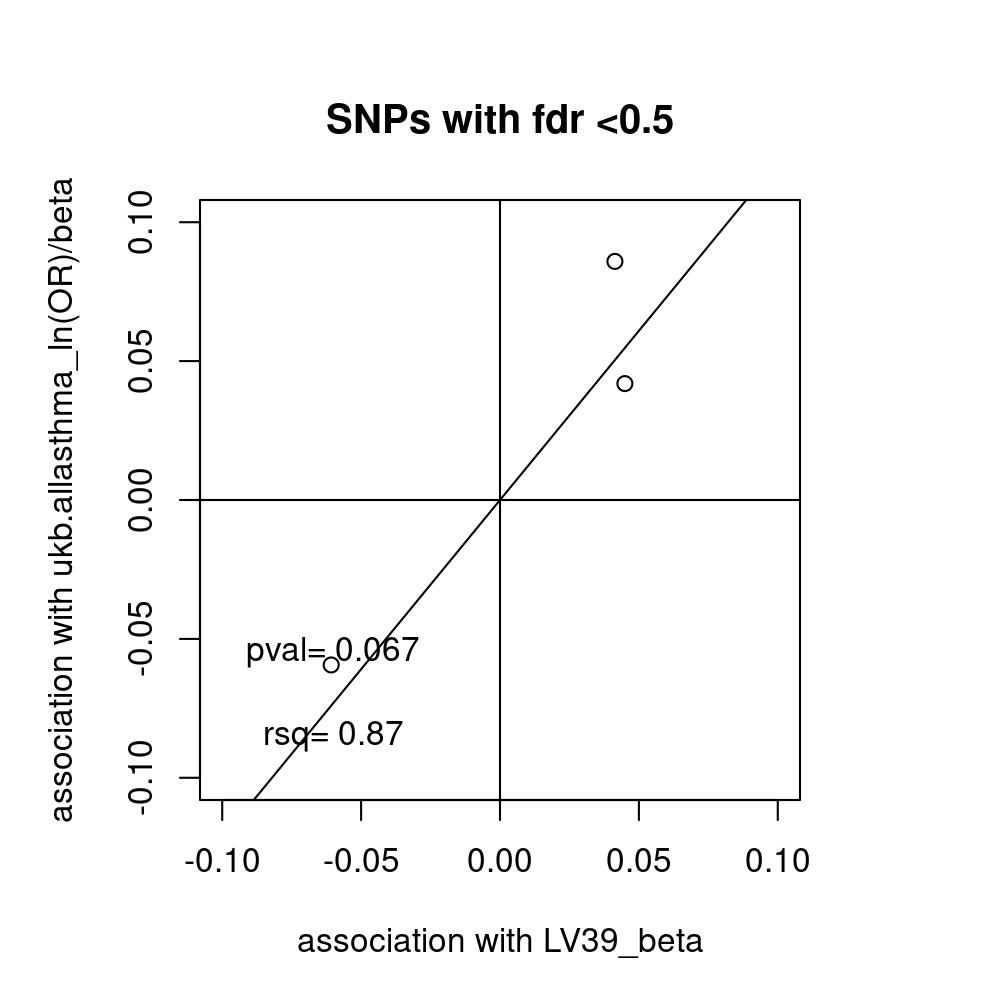 SNPs with fdr <0.5
association with ukb.allasthma_ln(OR)/beta
0.10
0.05
0.00
-0.05
-0.10
pval= 0.067
rsq= 0.87
-0.10 -0.05 0.00 0.05 0.10
association with LV39_beta